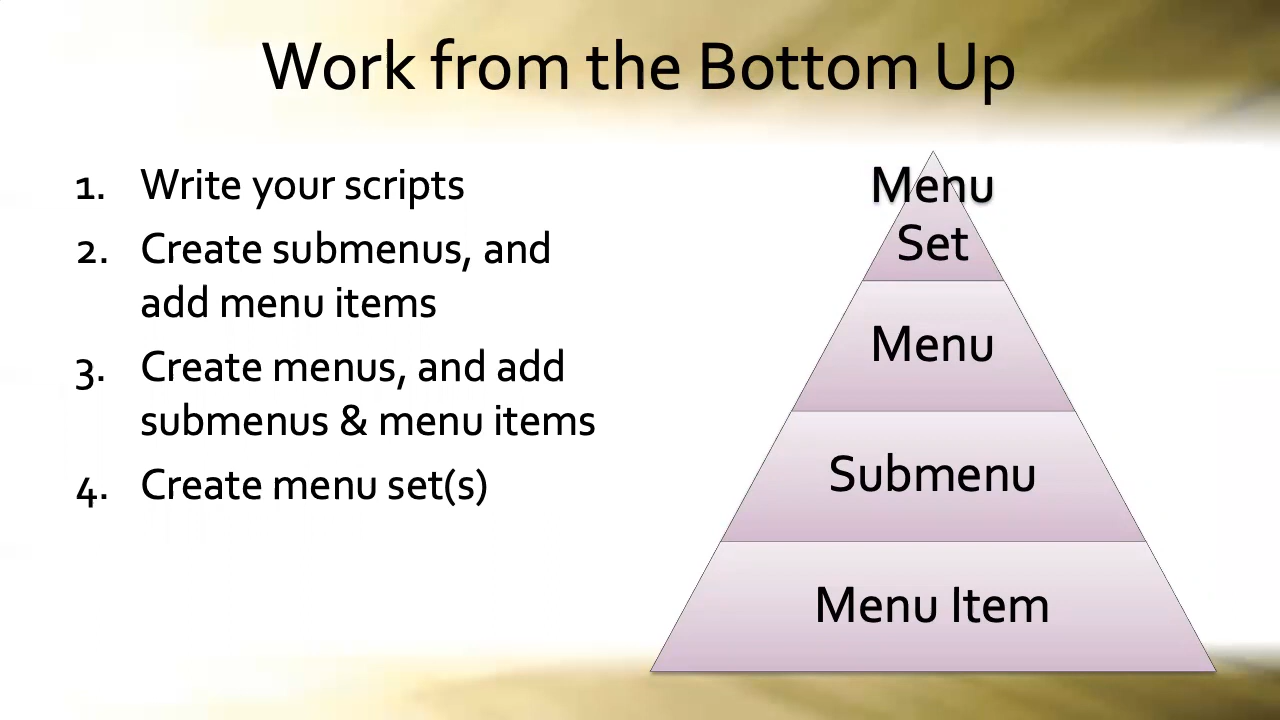 Work from the Bottom Up
1. Write your scripts
2. Create submenus, and
add menu items
3. Create menus, and add
submenus & menu items
4. Create menu set(s)
Menu
Set
Menu
Submenu
Menu Item